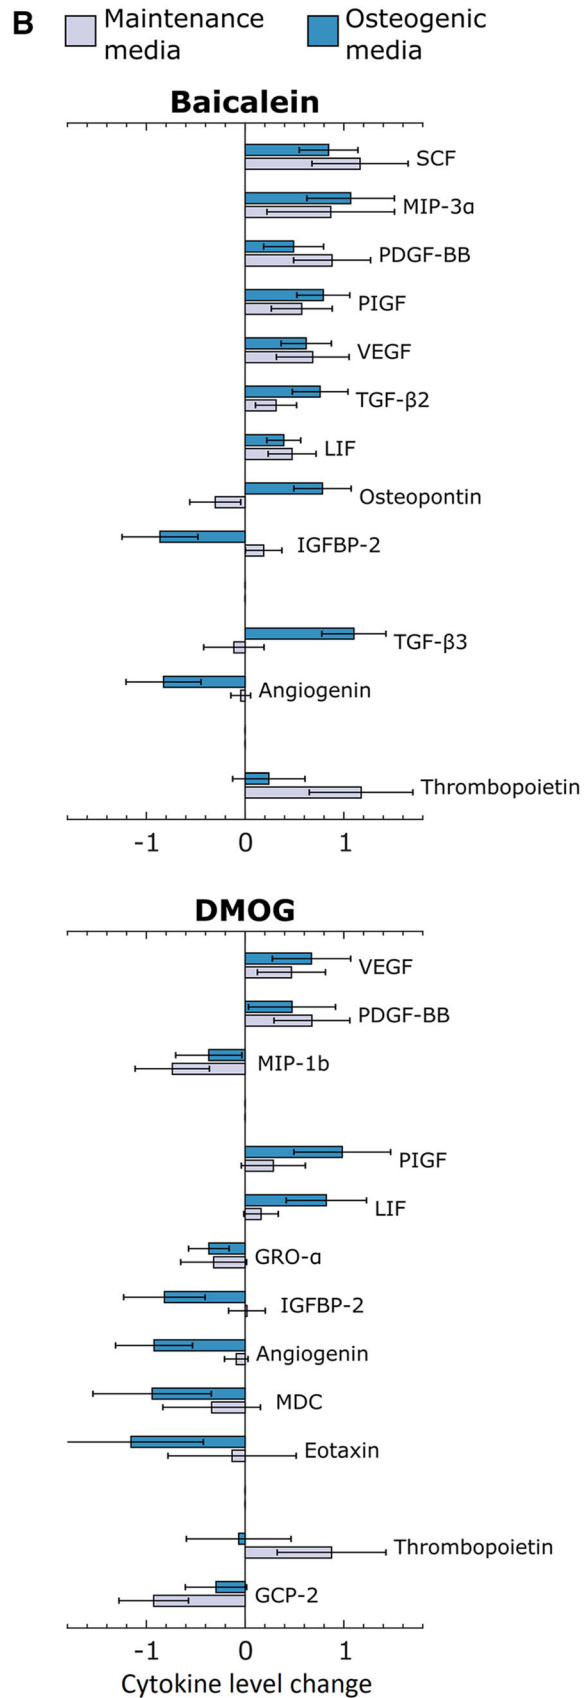 B
Maintenance media
Osteogenic media
Baicalein
SCF
MIP-3α
PDGF-BB
PIGF
VEGF
TGF-β2
LIF
Osteopontin
IGFBP-2
TGF-β3
Angiogenin
Thrombopoietin
-1 0 1
DMOG
VEGF
PDGF-BB
MIP-1b
PIGF
LIF
GRO-α
IGFBP-2
Angiogenin
MDC
Eotaxin
Thrombopoietin
GCP-2
-1 0 1
Cytokine level change